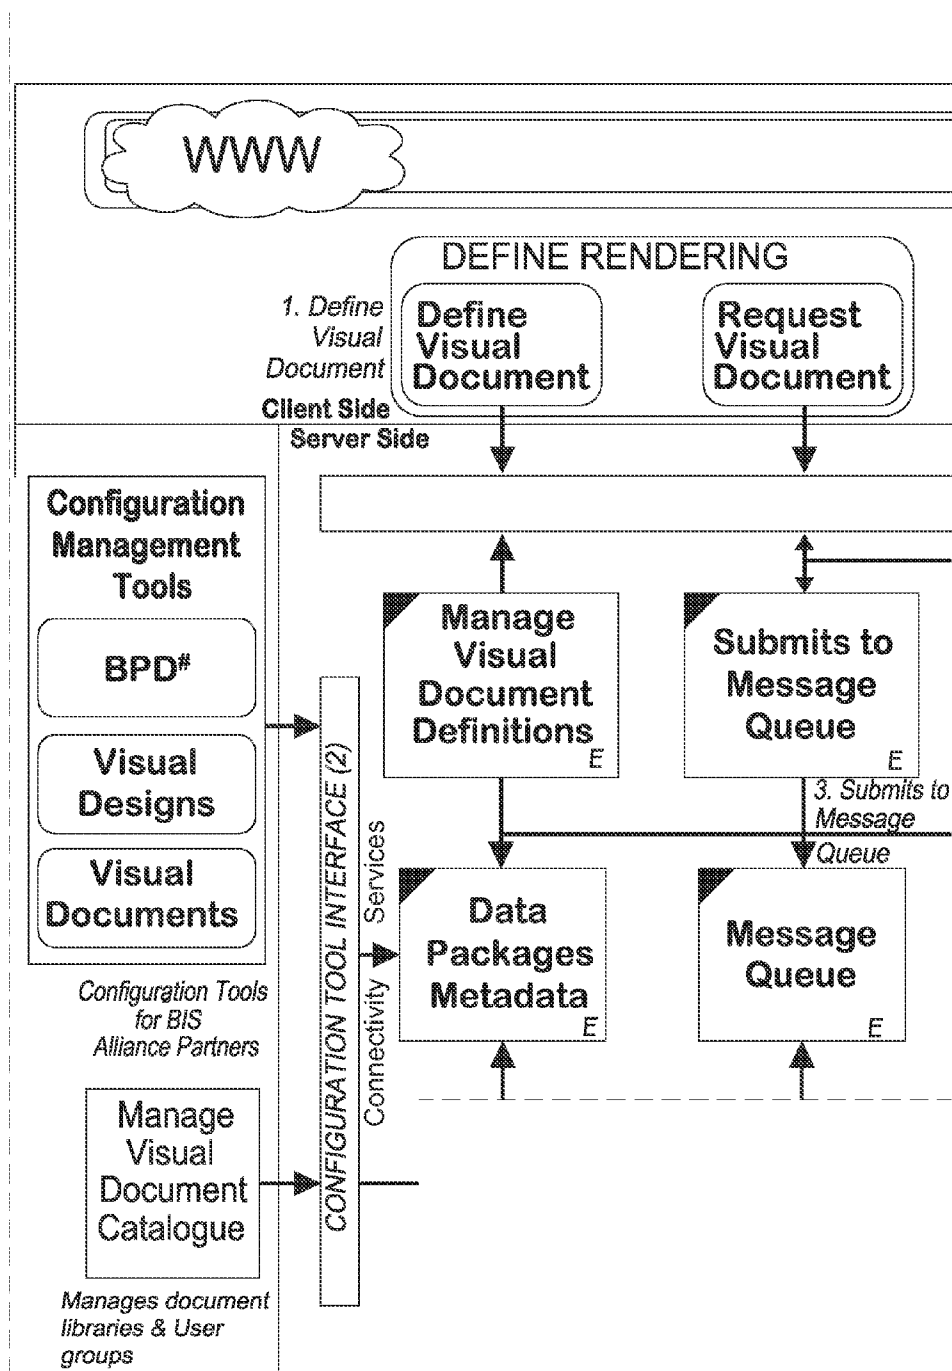 WWW
DEFINE RENDERING
1. Define
Visual
Document
Define
Visual
Document
Request
Visual
Document
Client Side
Server Side
Configuration
Management
Tools
BPD#
Visual
Designs
Visual
Documents
Configuration Tools
for BIS
Alliance Partners
Manage
Visual
Document
Catalogue
Manages document
libraries & User
groups
CONFIGURATION TOOL INTERFACE (2)
Connectivity Services
Manage
Visual
Document
Definitions
E
Submits to
Message
Queue
E
3. Submits to
Message
Queue
Data
Packages
Metadata
E
Message
Queue
E